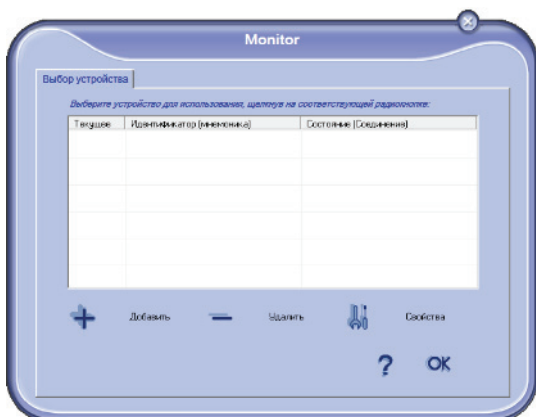 Monitor
Выбор устройства
Выберите устройство для использования, щелкнув на соответствующей радиокнопке:
Текущее Идентификатор (мнемоника) Состояние (Соединение)
Добавить Удалить Свойства
? OK